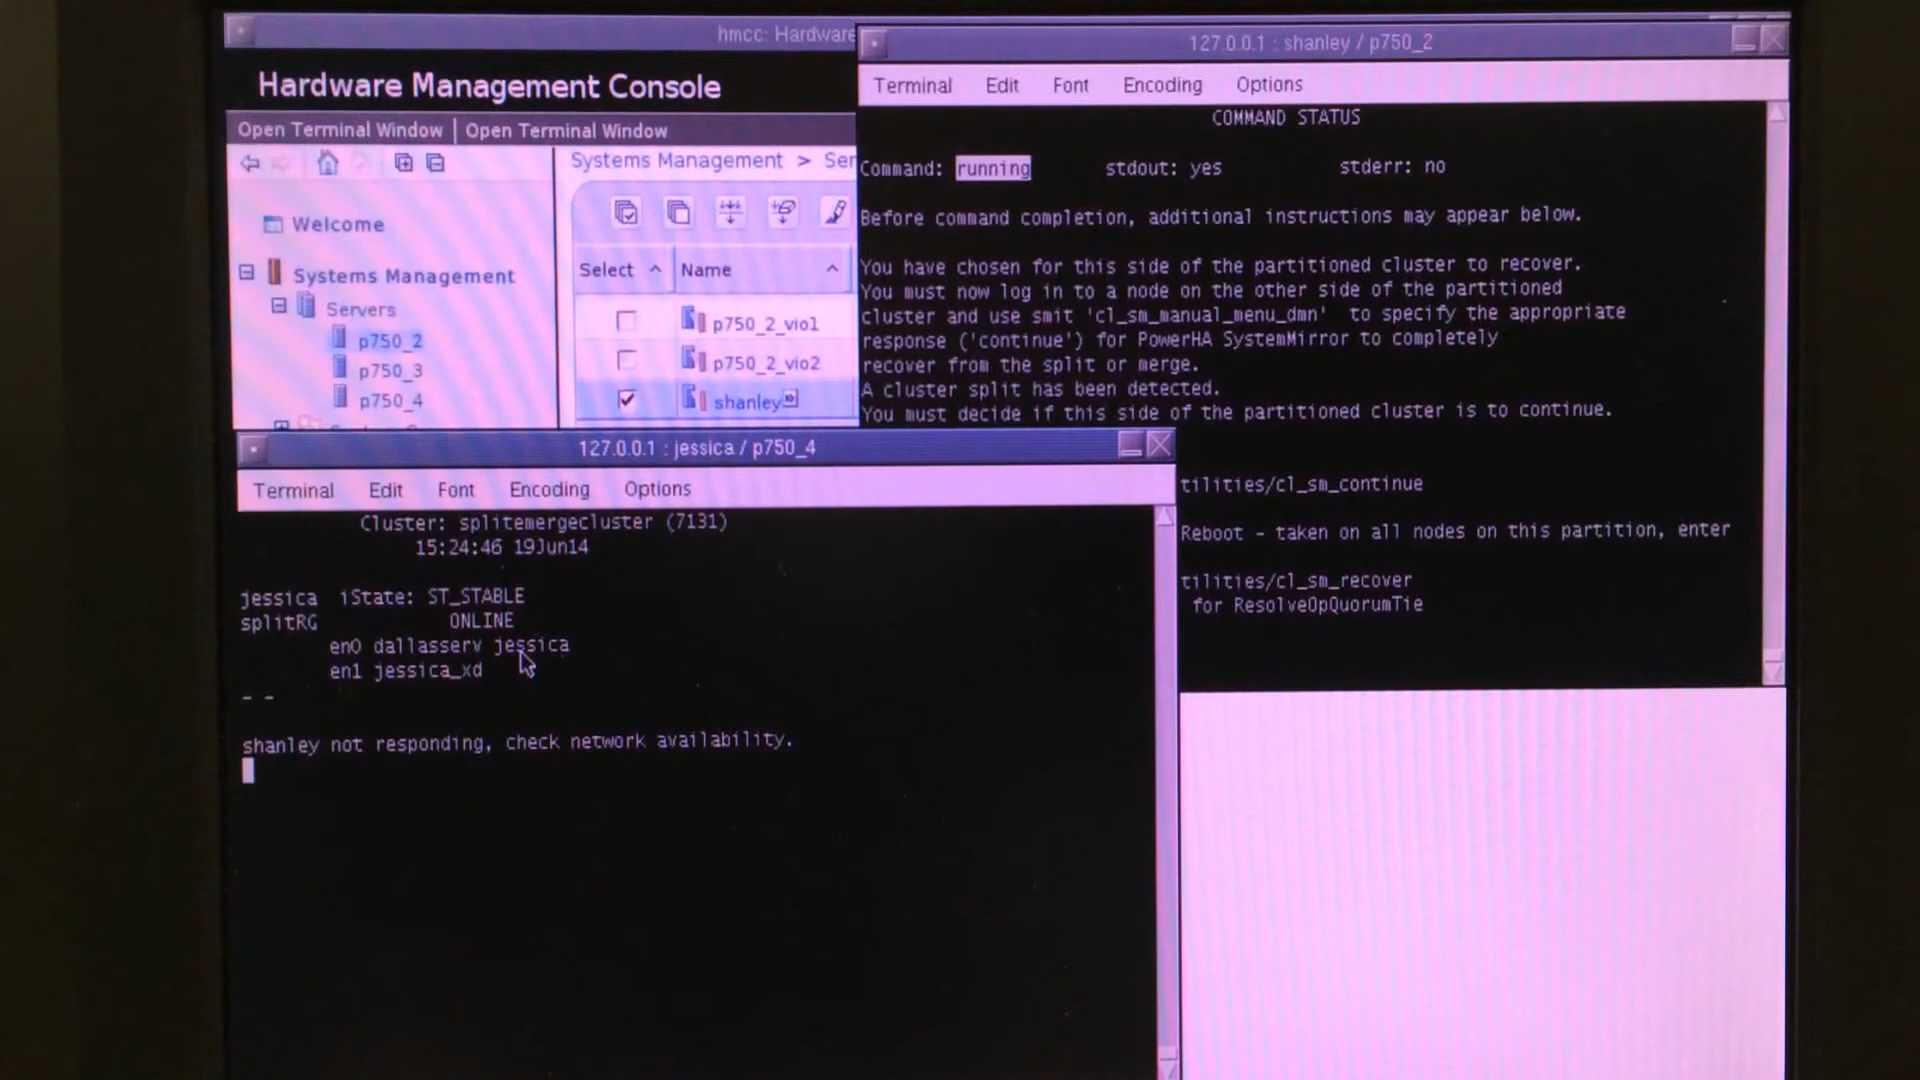 hmcc: Hardware
Hardware Management Console
Open Terminal Window | Open Terminal Window
Systems Management > Ser
Welcome
Systems Management
Servers
p750_2
p750_3
p750_4
Select Name
p750_2_vio1
p750_2_vio2
shanley
127.0.0.1 : shanley / p750_2
Terminal Edit Font Encoding Options
COMMAND STATUS
Command: running stdout: yes stderr: no
Before command completion, additional instructions may appear below.
You have chosen for this side of the partitioned cluster to recover.
You must now log in to a node on the other side of the partitioned
cluster and use smit 'cl_sm_manual_menu_dmn' to specify the appropriate
response ('continue') for PowerHA SystemMirror to completely
recover from the split or merge.
A cluster split has been detected.
You must decide if this side of the partitioned cluster is to continue.
tilities/cl_sm_continue
Reboot - taken on all nodes on this partition, enter
tilities/cl_sm_recover
for ResolveOpQuorumTie
127.0.0.1 : jessica / p750_4
Terminal Edit Font Encoding Options
Cluster: splitemergecluster (7131)
15:24:46 19Jun14
jessica iState: ST_STABLE
splitRG ONLINE
en0 dallasserv jessica
en1 jessica_xd
- -
shanley not responding, check network availability.